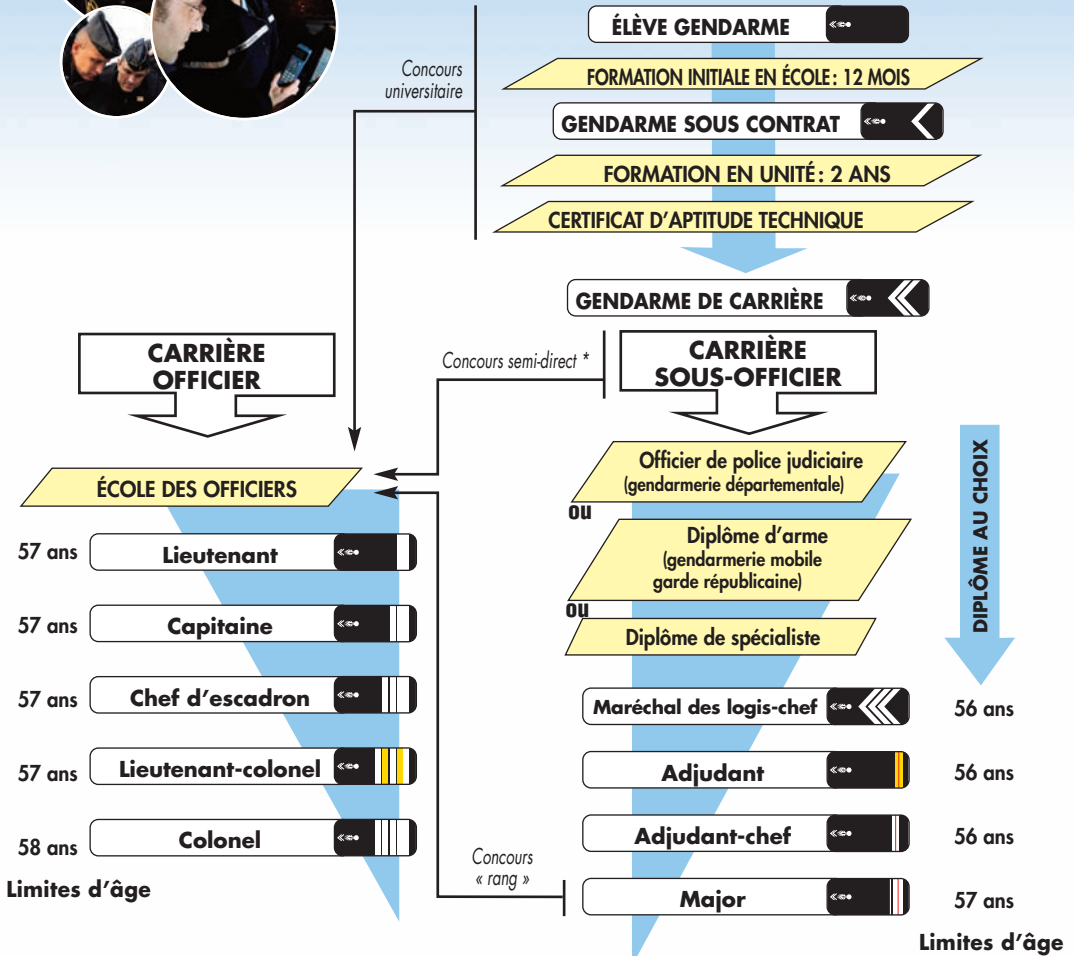 ÉLÈVE GENDARME
Concours
universitaire
FORMATION INITIALE EN ÉCOLE : 12 MOIS
GENDARME SOUS CONTRAT
FORMATION EN UNITÉ : 2 ANS
CERTIFICAT D'APTITUDE TECHNIQUE
GENDARME DE CARRIÈRE
CARRIÈRE
OFFICIER
Concours semi-direct *
CARRIÈRE
SOUS-OFFICIER
ÉCOLE DES OFFICIERS
57 ans Lieutenant
57 ans Capitaine
57 ans Chef d'escadron
57 ans Lieutenant-colonel
58 ans Colonel
Limites d'âge
Officier de police judiciaire
(gendarmerie départementale)
ou
Diplôme d'arme
(gendarmerie mobile
garde républicaine)
ou
Diplôme de spécialiste
DIPLÔME AU CHOIX
Maréchal des logis-chef 56 ans
Adjudant 56 ans
Adjudant-chef 56 ans
Concours
« rang »
Major 57 ans
Limites d'âge